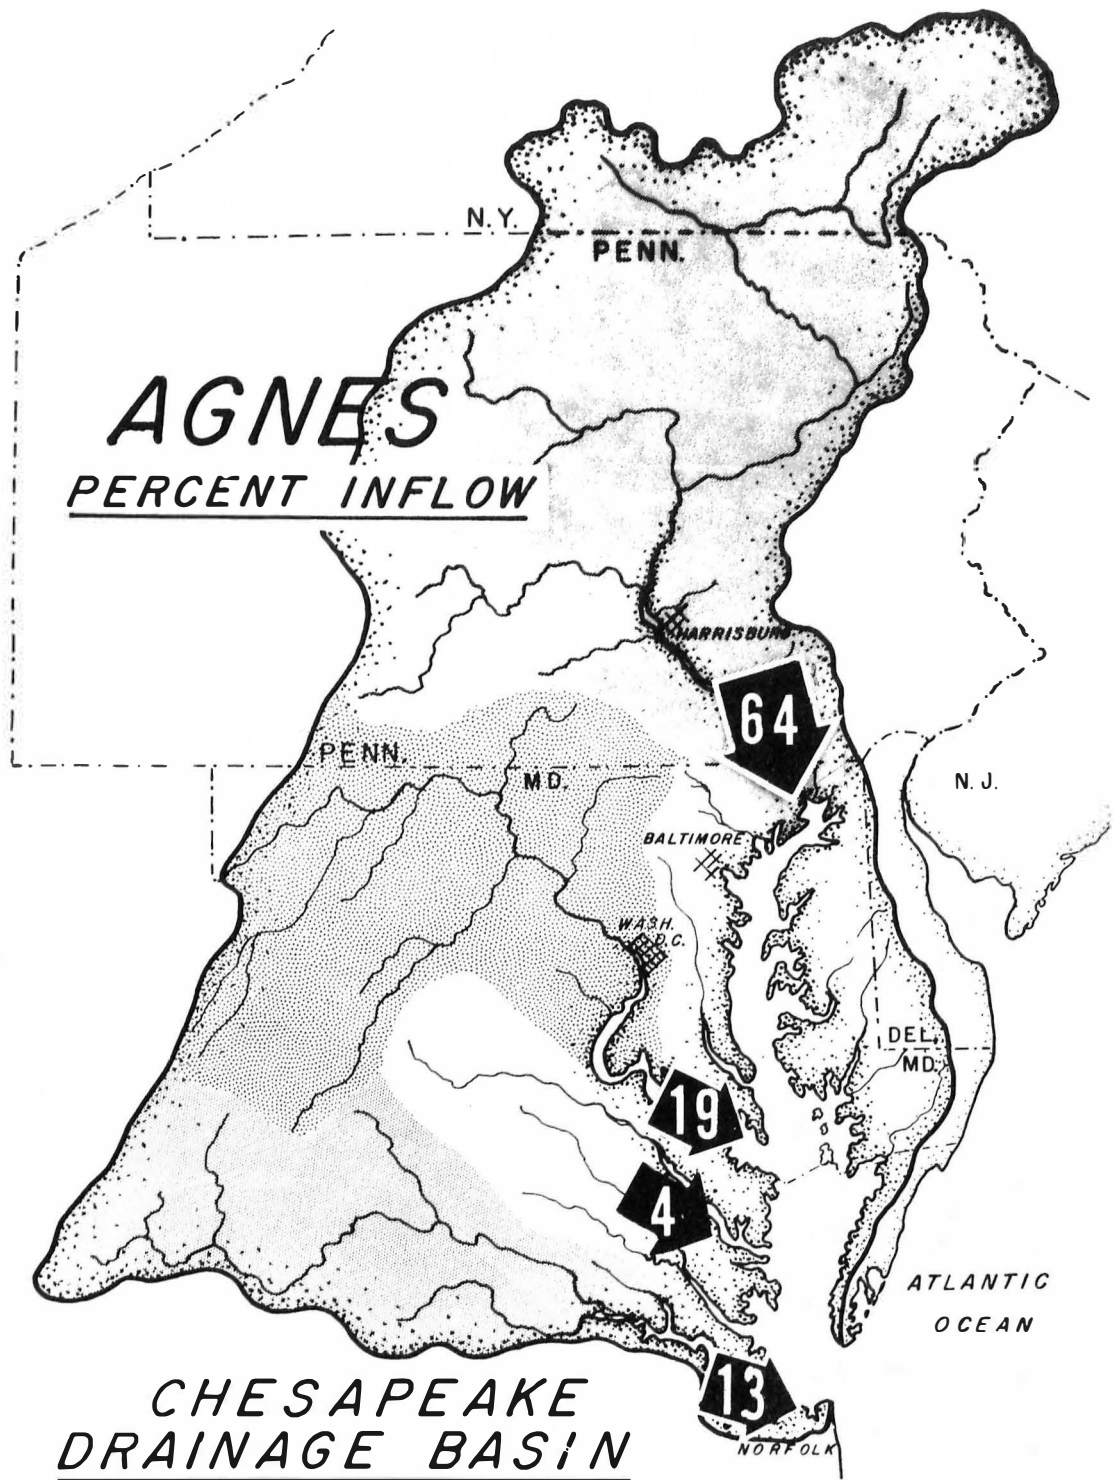 N.Y.
PENN.
AGNES
PERCENT INFLOW
HARRISBURG
64
PENN.
MD.
N.J.
BALTIMORE
WASH.
D.C.
DEL.
MD.
19
4
ATLANTIC
OCEAN
13
CHESAPEAKE
DRAINAGE BASIN
NORFOLK